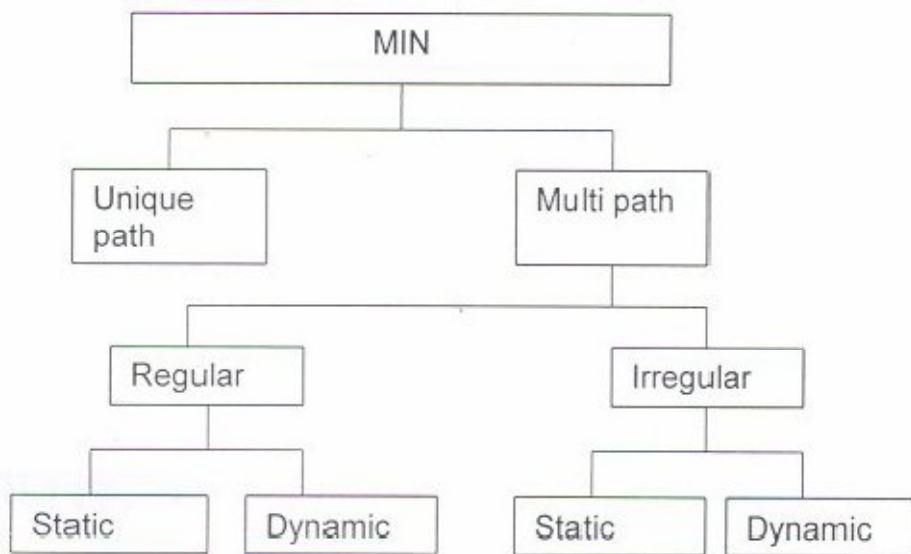 MIN
Unique
path
Multi path
Regular
Irregular
Static
Dynamic
Static
Dynamic